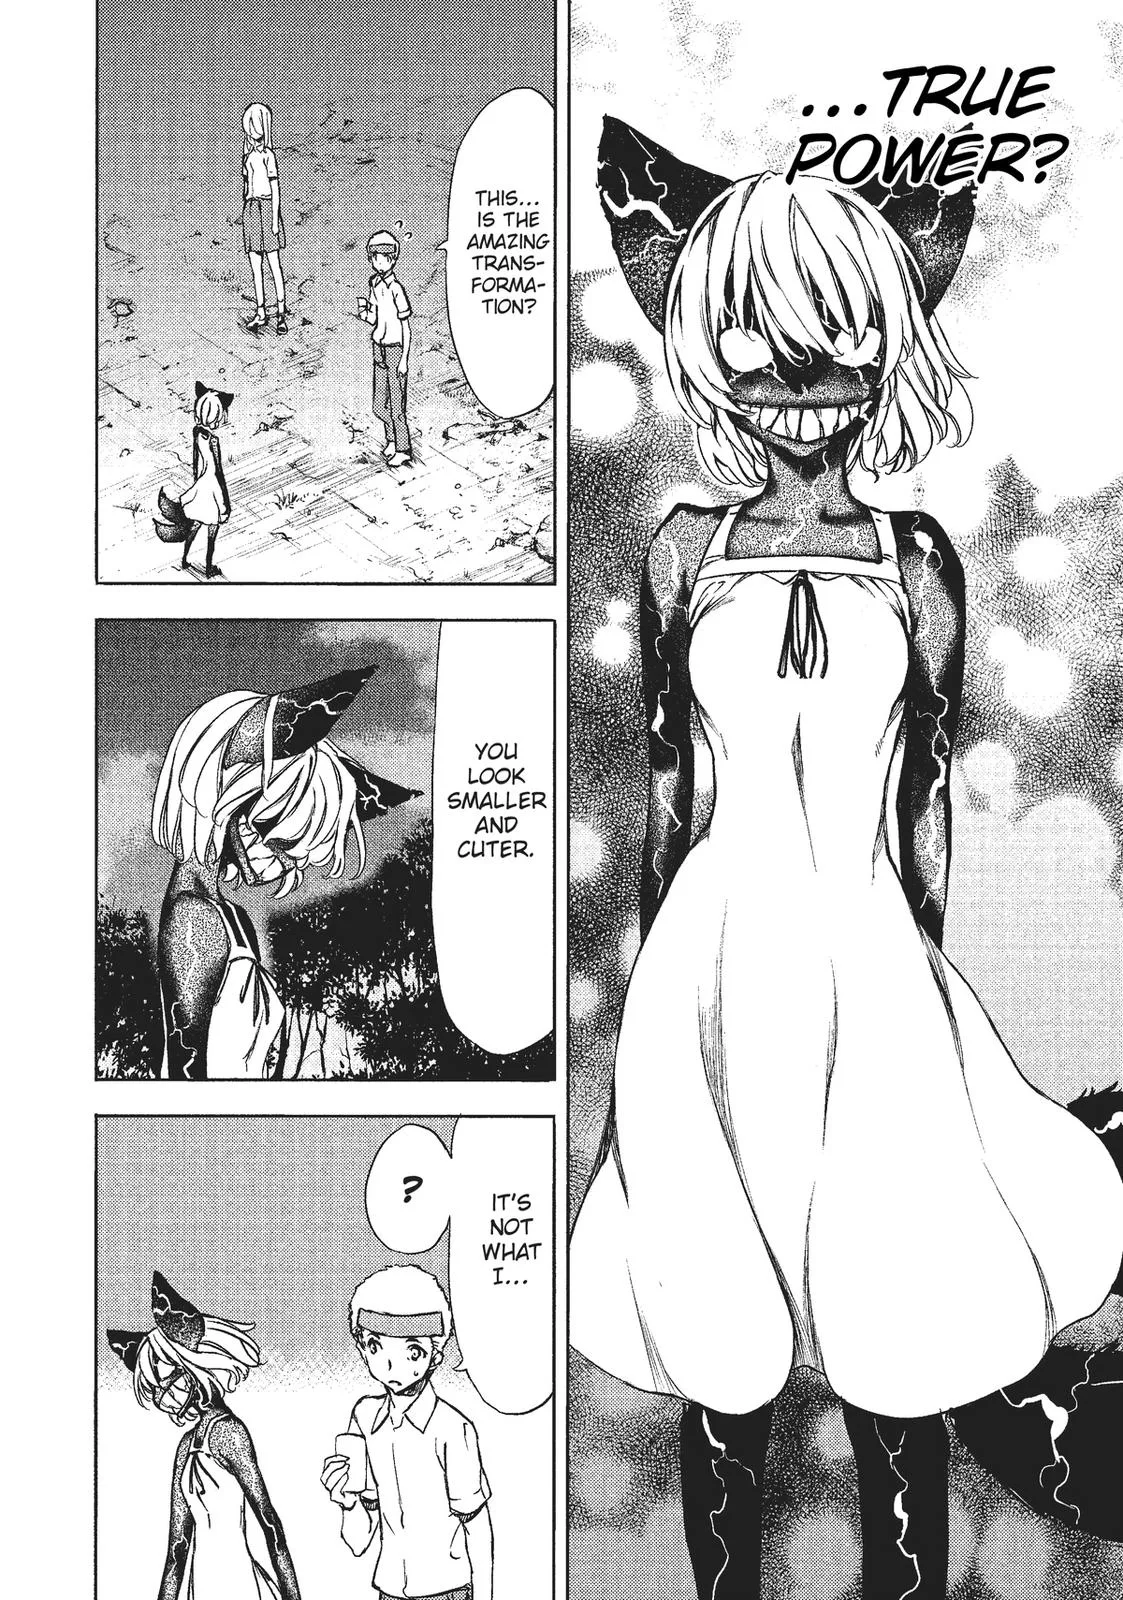 ...TRUE
POWER?
THIS...
IS THE
AMAZING
TRANS-
FORMA-
TION?
YOU
LOOK
SMALLER
AND
CUTER.
IT'S
NOT
WHAT
I...
?